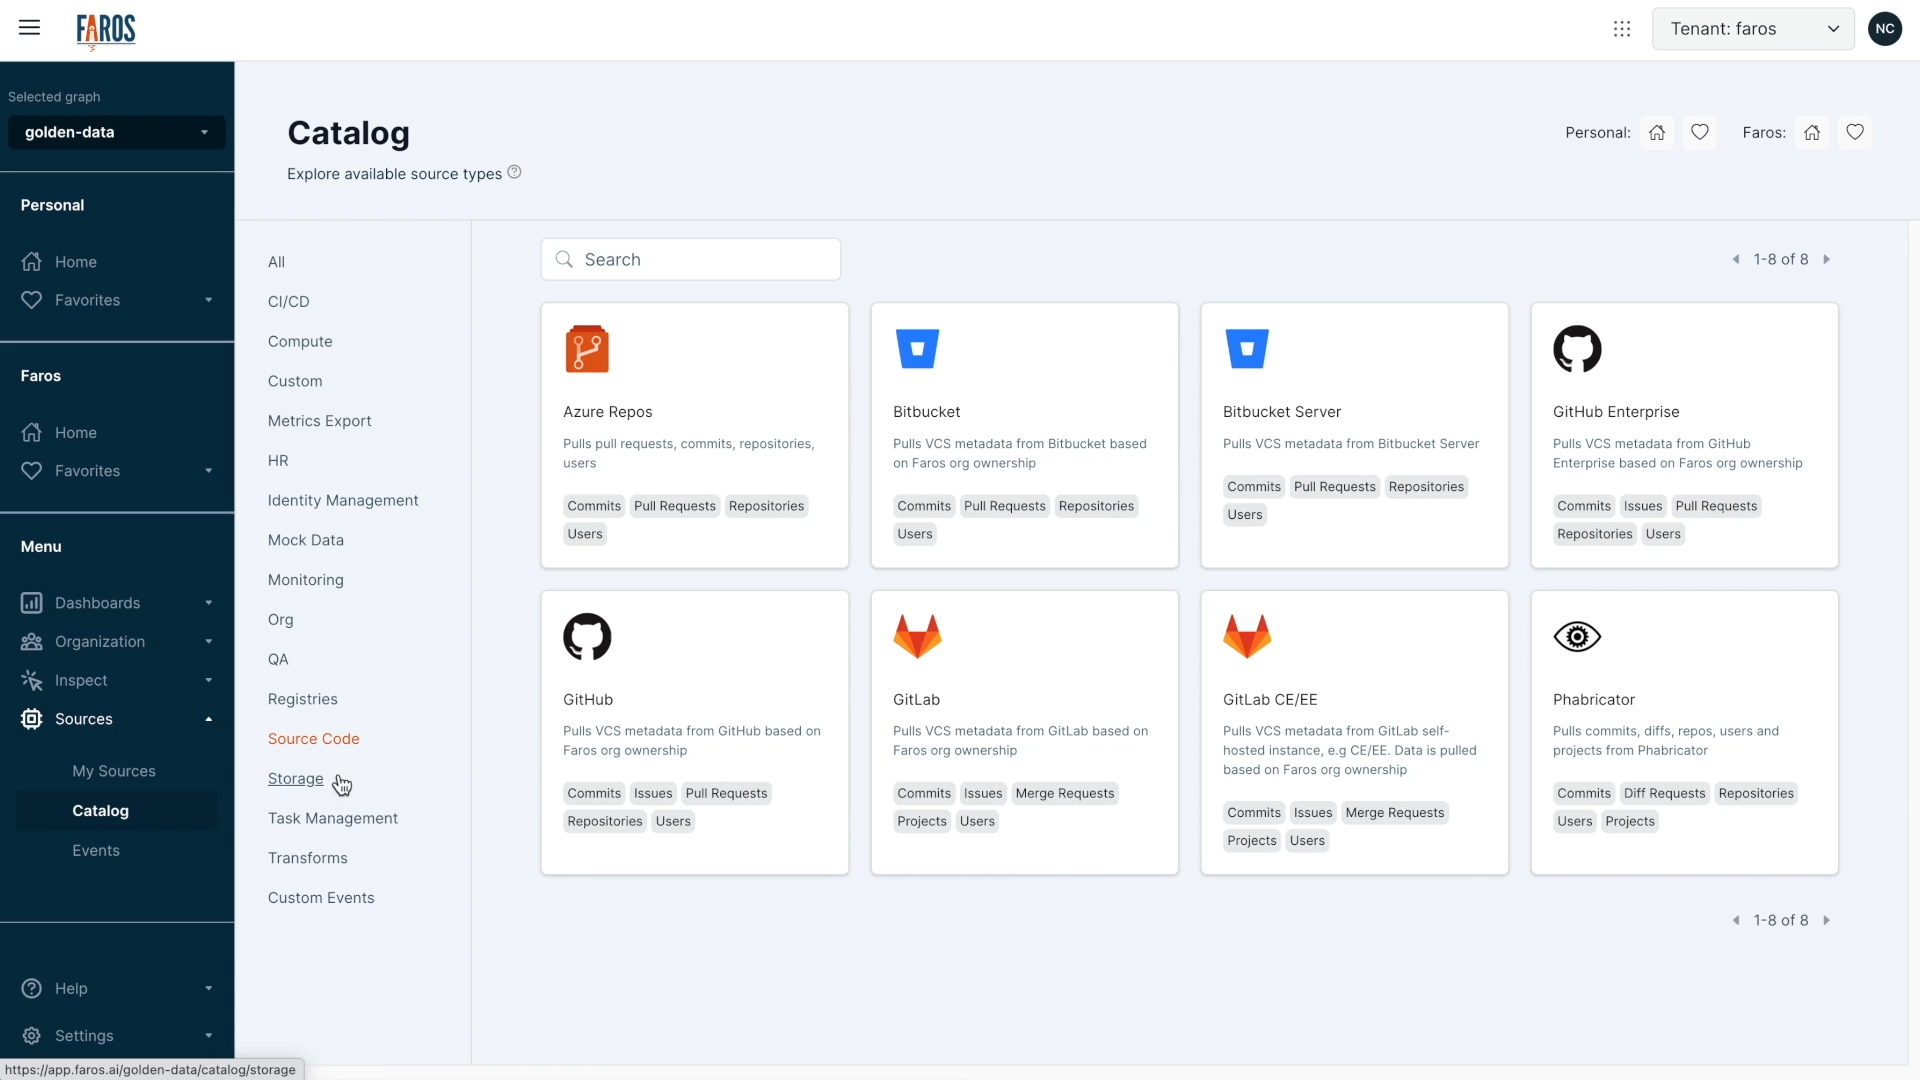 FAROS
Tenant: faros
NC
Selected graph
golden-data
Personal
Home
Favorites
Faros
Home
Favorites
Menu
Dashboards
Organization
Inspect
Sources
My Sources
Catalog
Events
Help
Settings
https://app.faros.ai/golden-data/catalog/storage
Catalog
Explore available source types
Personal:
Faros:
All
CI/CD
Compute
Custom
Metrics Export
HR
Identity Management
Mock Data
Monitoring
Org
QA
Registries
Source Code
Storage
Task Management
Transforms
Custom Events
Search
1-8 of 8
Azure Repos
Pulls pull requests, commits, repositories,
users
Commits Pull Requests Repositories
Users
Bitbucket
Pulls VCS metadata from Bitbucket based
on Faros org ownership
Commits Pull Requests Repositories
Users
Bitbucket Server
Pulls VCS metadata from Bitbucket Server
Commits Pull Requests Repositories
Users
GitHub Enterprise
Pulls VCS metadata from GitHub
Enterprise based on Faros org ownership
Commits Issues Pull Requests
Repositories Users
GitHub
Pulls VCS metadata from GitHub based on
Faros org ownership
Commits Issues Pull Requests
Repositories Users
GitLab
Pulls VCS metadata from GitLab based on
Faros org ownership
Commits Issues Merge Requests
Projects Users
GitLab CE/EE
Pulls VCS metadata from GitLab self-
hosted instance, e.g CE/EE. Data is pulled
based on Faros org ownership
Commits Issues Merge Requests
Projects Users
Phabricator
Pulls commits, diffs, repos, users and
projects from Phabricator
Commits Diff Requests Repositories
Users Projects
1-8 of 8